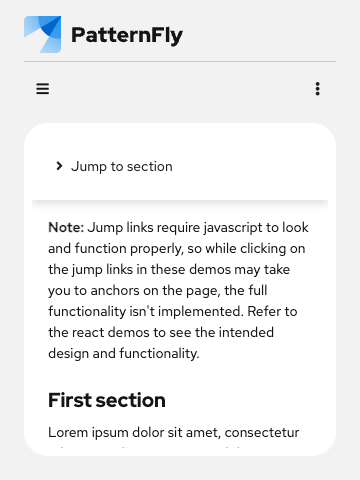 PatternFly
Jump to section
Note: Jump links require javascript to look
and function properly, so while clicking on
the jump links in these demos may take
you to anchors on the page, the full
functionality isn't implemented. Refer to
the react demos to see the intended
design and functionality.
First section
Lorem ipsum dolor sit amet, consectetur